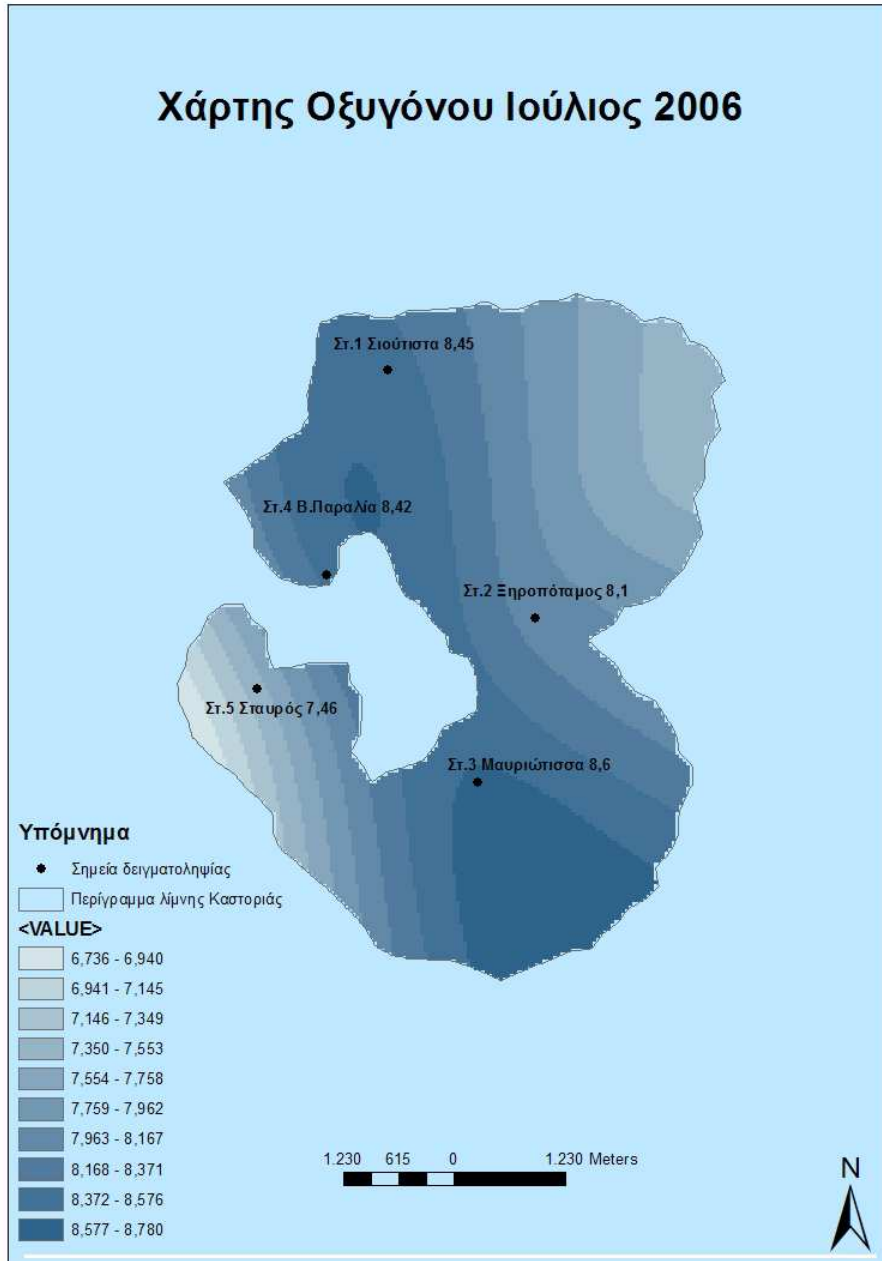 Χάρτης Οξυγόνου Ιούλιος 2006
Στ.1 Σιούτιστα 8,45
Στ.4 Β.Παραλία 8,42
Στ.2 Ξηροπόταμος 8,1
Στ.5 Σταυρός 7,46
Στ.3 Μαυριώτισσα 8,6
Υπόμνημα
Σημεία δειγματοληψίας
Περίγραμμα λίμνης Καστοριάς
<VALUE>
6,736 - 6,940
6,941 - 7,145
7,146 - 7,349
7,350 - 7,553
7,554 - 7,758
7,759 - 7,962
7,963 - 8,167
8,168 - 8,371
8,372 - 8,576
8,577 - 8,780
1.230 615 0 1.230 Meters
N